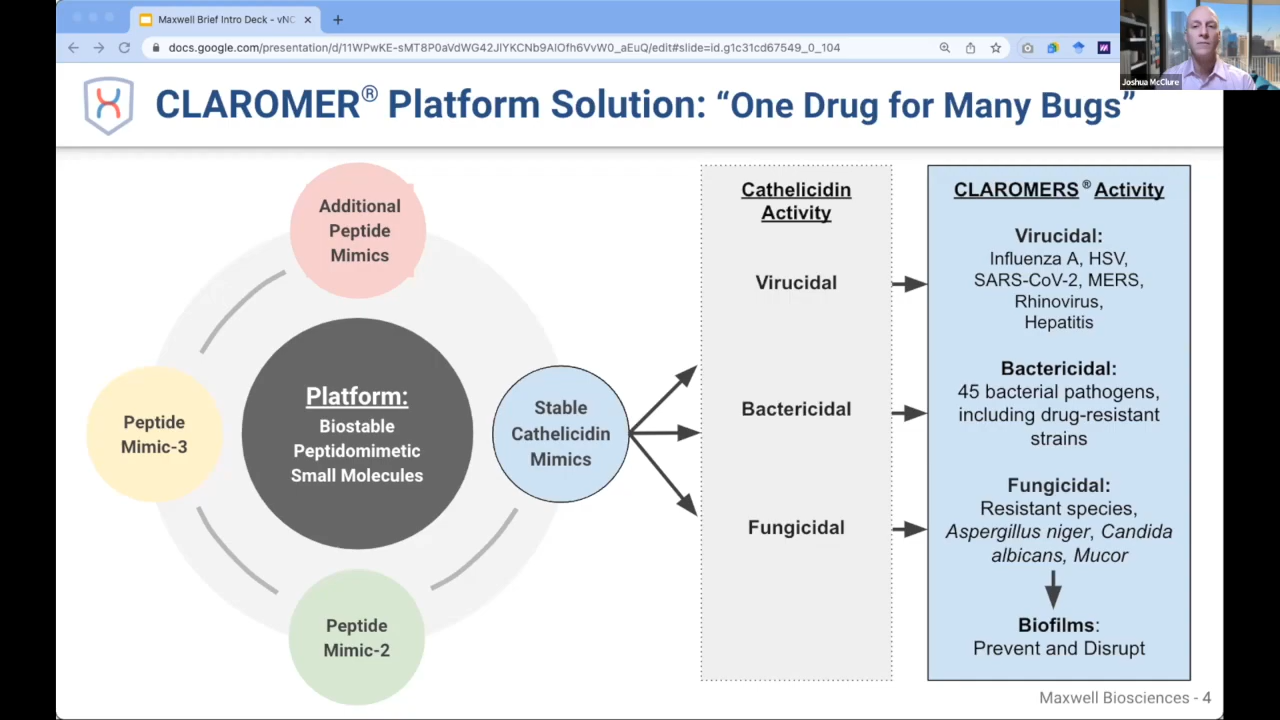 Maxwell Brief Intro Deck - vNC
docs.google.com/presentation/d/11WPwKE-sMT8P0aVdWG42JIYKCNb9AiOfh6VvW0_aEuQ/edit#slide=id.g1c31cd67549_0_104
Joshua McClure
CLAROMER® Platform Solution: “One Drug for Many Bugs”
Additional
Peptide
Mimics
Peptide
Mimic-3
Platform:
Biostable
Peptidomimetic
Small Molecules
Stable
Cathelicidin
Mimics
Peptide
Mimic-2
Cathelicidin
Activity
Virucidal
Bactericidal
Fungicidal
CLAROMERS® Activity
Virucidal:
Influenza A, HSV,
SARS-CoV-2, MERS,
Rhinovirus,
Hepatitis
Bactericidal:
45 bacterial pathogens,
including drug-resistant
strains
Fungicidal:
Resistant species,
Aspergillus niger, Candida
albicans, Mucor
Biofilms:
Prevent and Disrupt
Maxwell Biosciences - 4